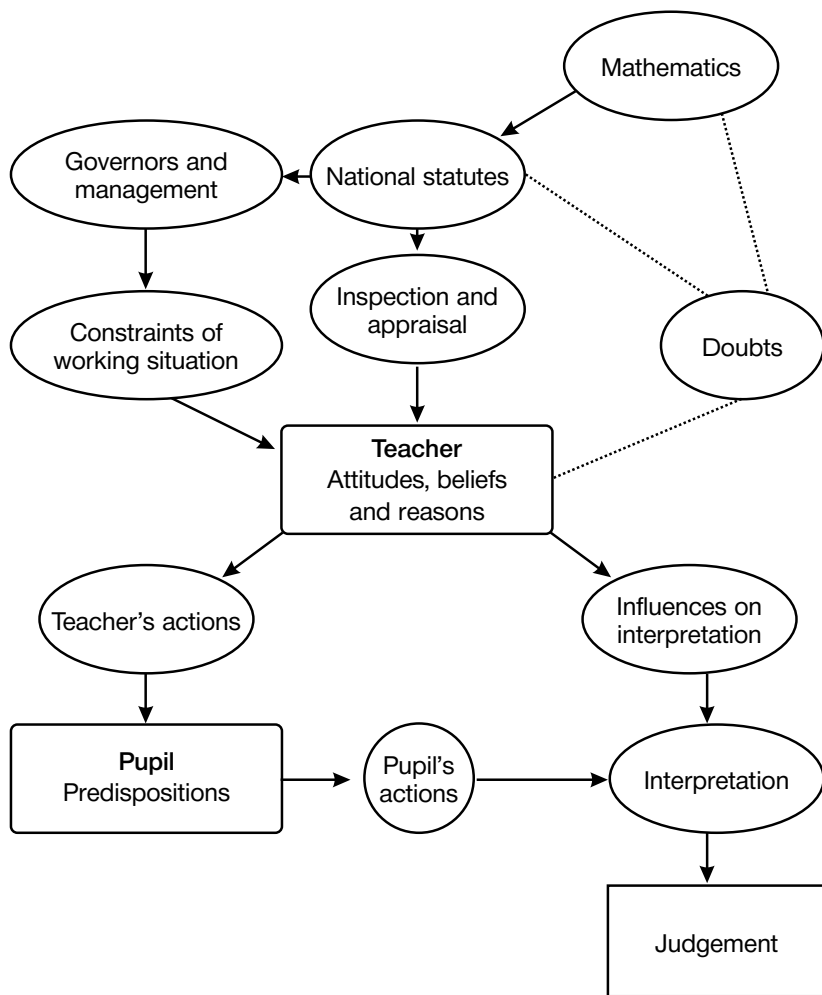 Mathematics
Governors and
management
National statutes
Inspection and
appraisal
Constraints of
working situation
Doubts
Teacher
Attitudes, beliefs
and reasons
Teacher’s actions
Influences on
interpretation
Pupil
Predispositions
Pupil’s
actions
Interpretation
Judgement